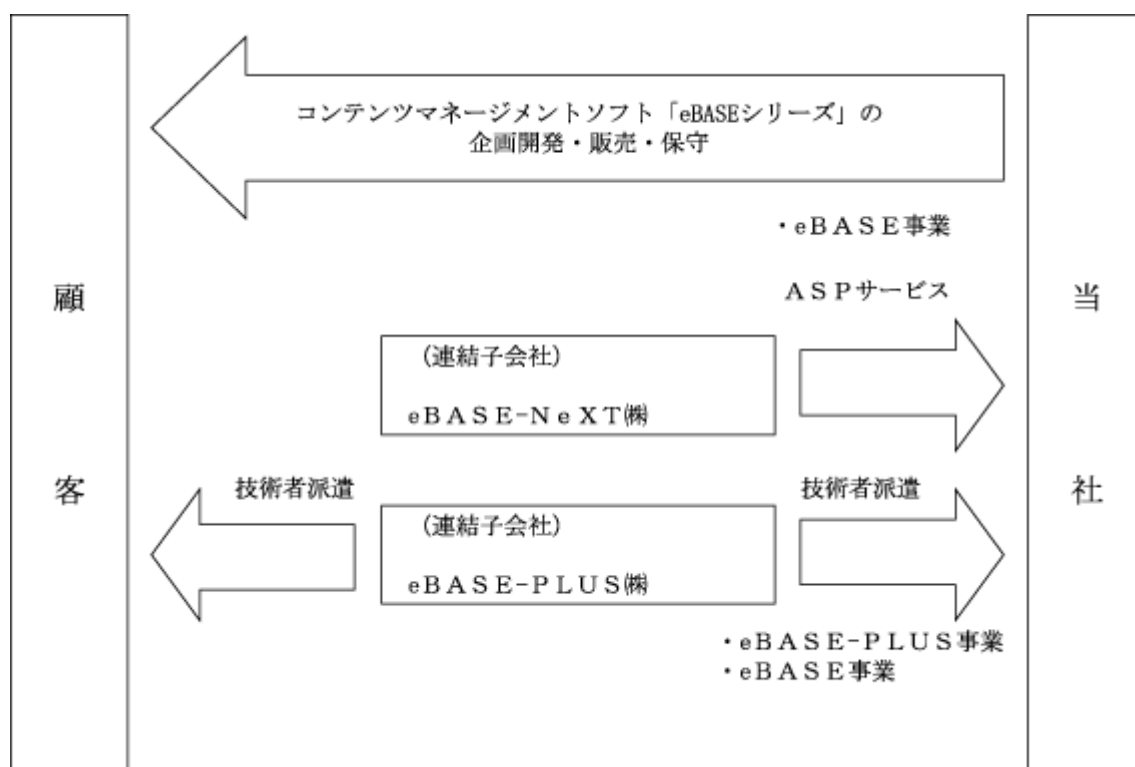 コンテンツマネージメントソフト「eBASEシリーズ」の
企画開発・販売・保守
・eBASE事業
顧客
当社
ASPサービス
(連結子会社)
eBASE-NeXT㈱
技術者派遣
(連結子会社)
eBASE-PLUS㈱
技術者派遣
・eBASE-PLUS事業
・eBASE事業